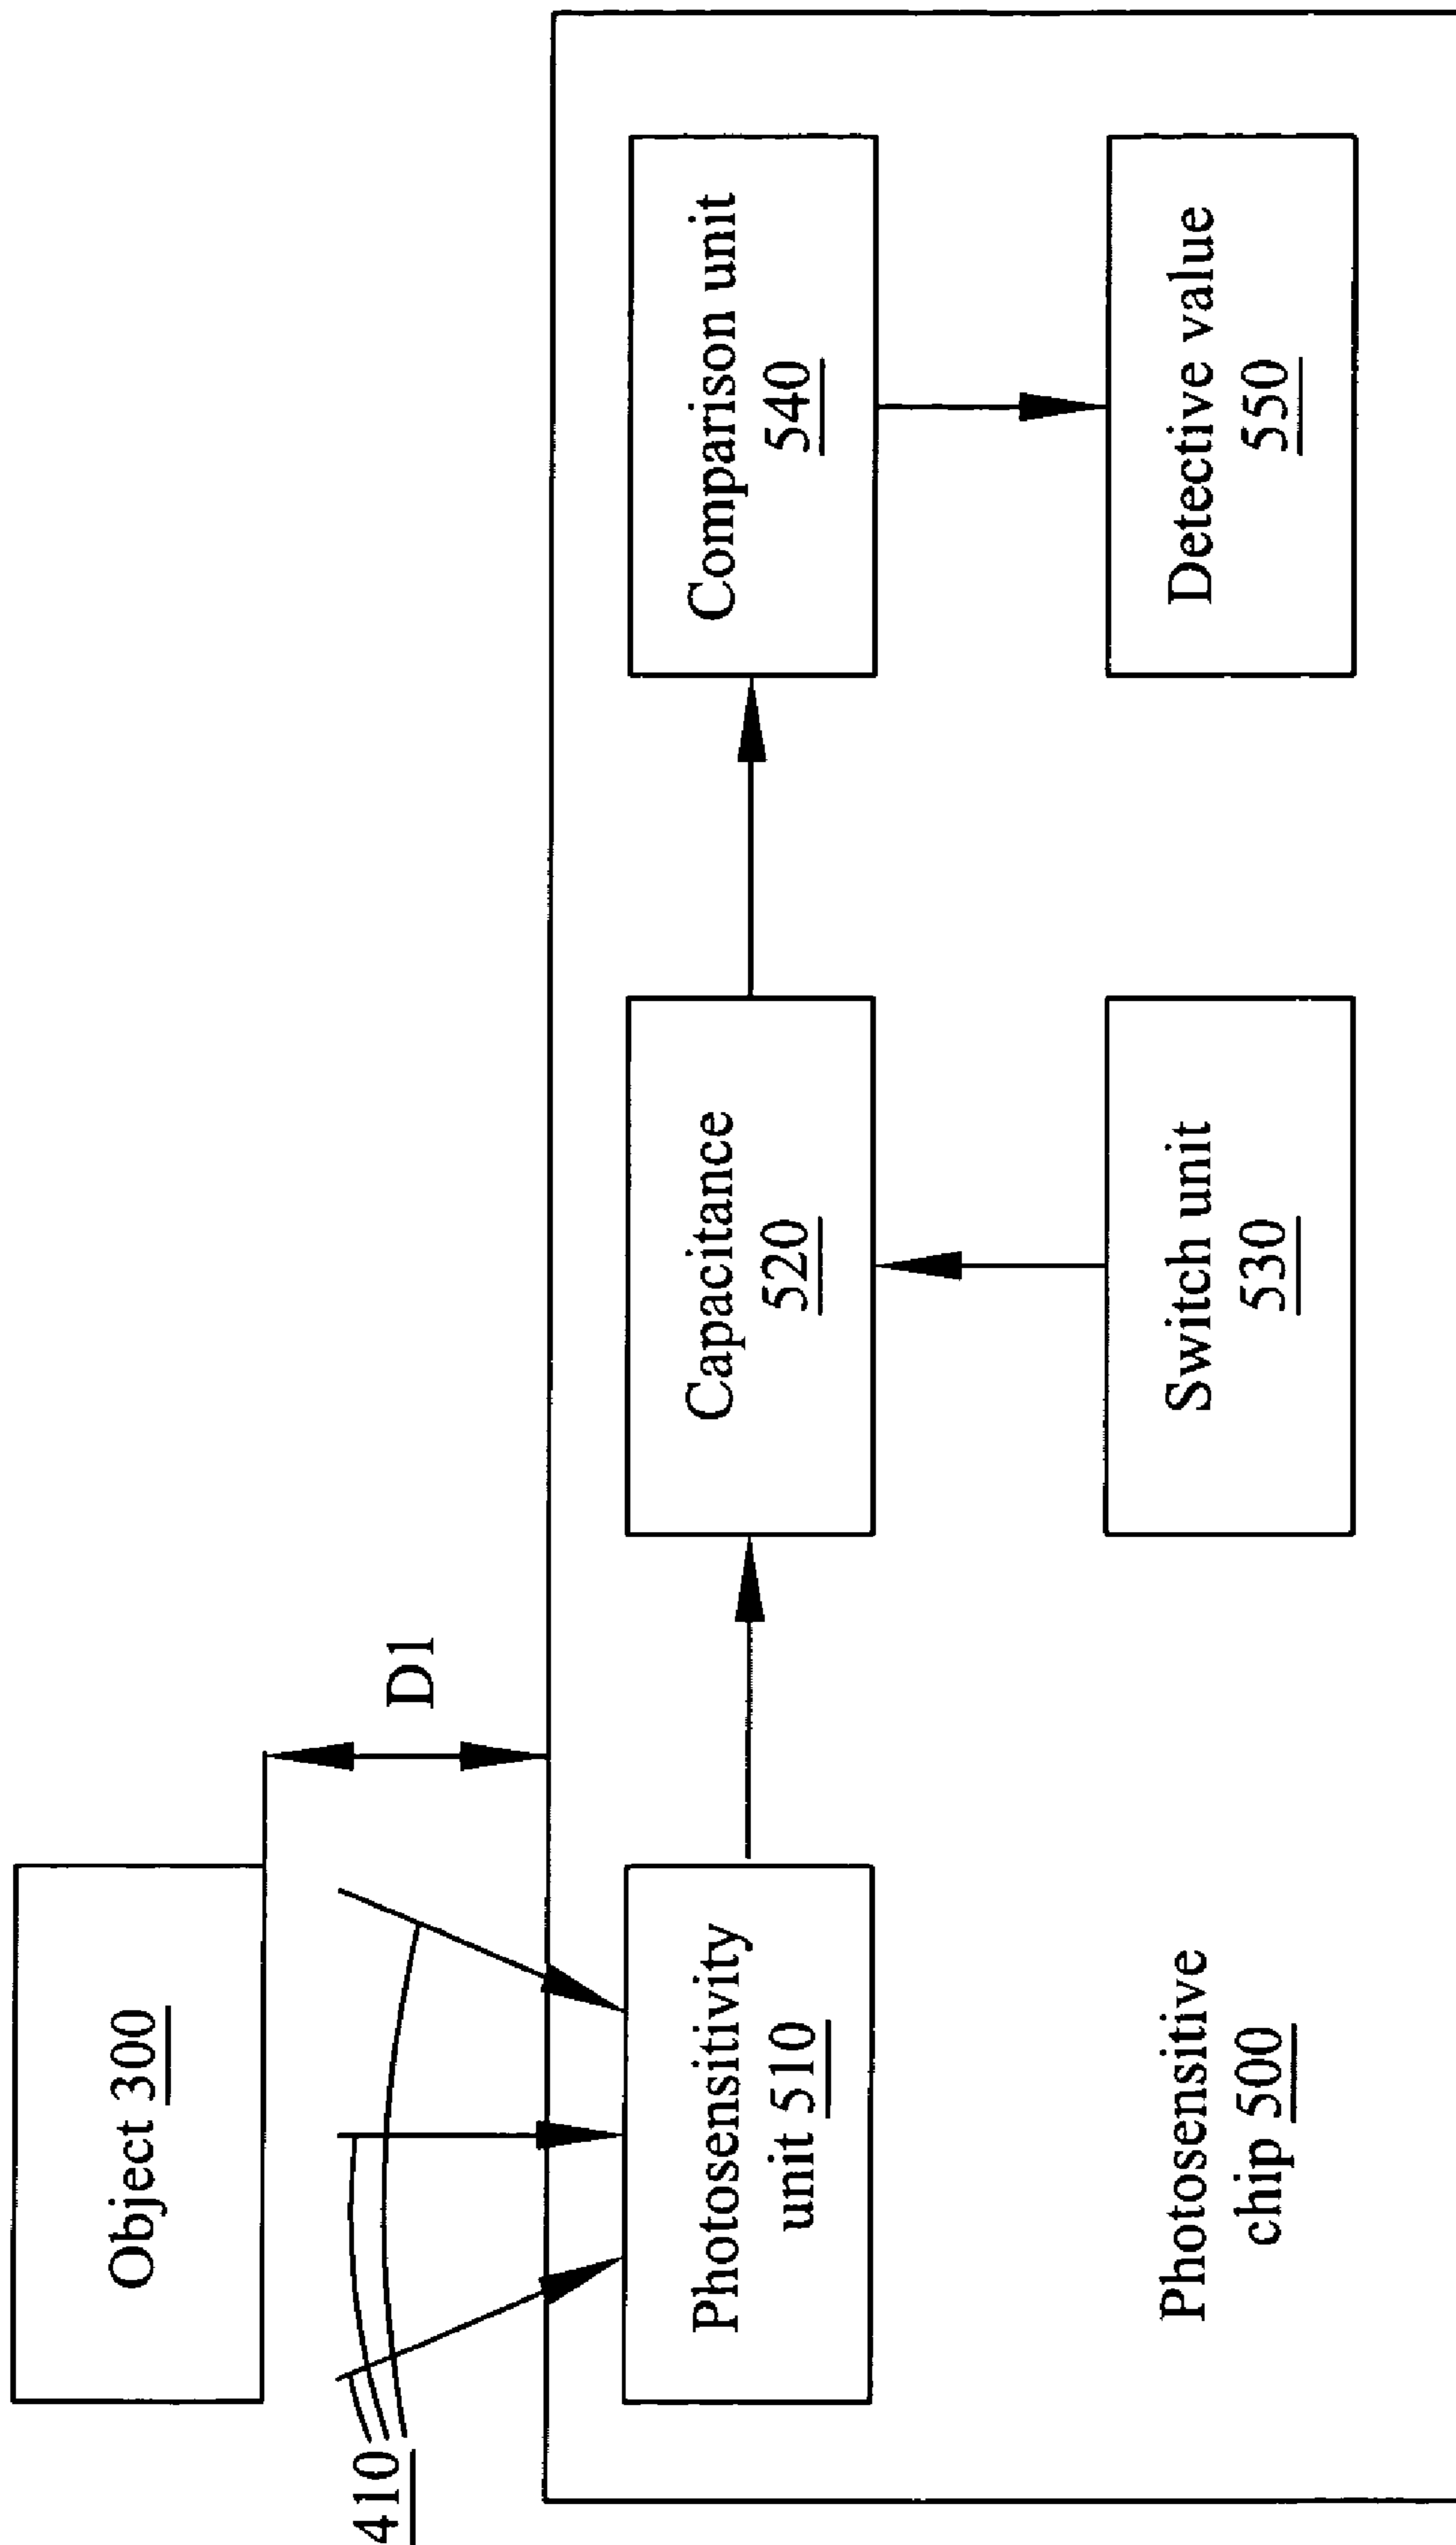 Object 300
D1
410
Photosensitivity
unit 510
Capacitance
520
Comparison unit
540
Photosensitive
chip 500
Switch unit
530
Detective value
550